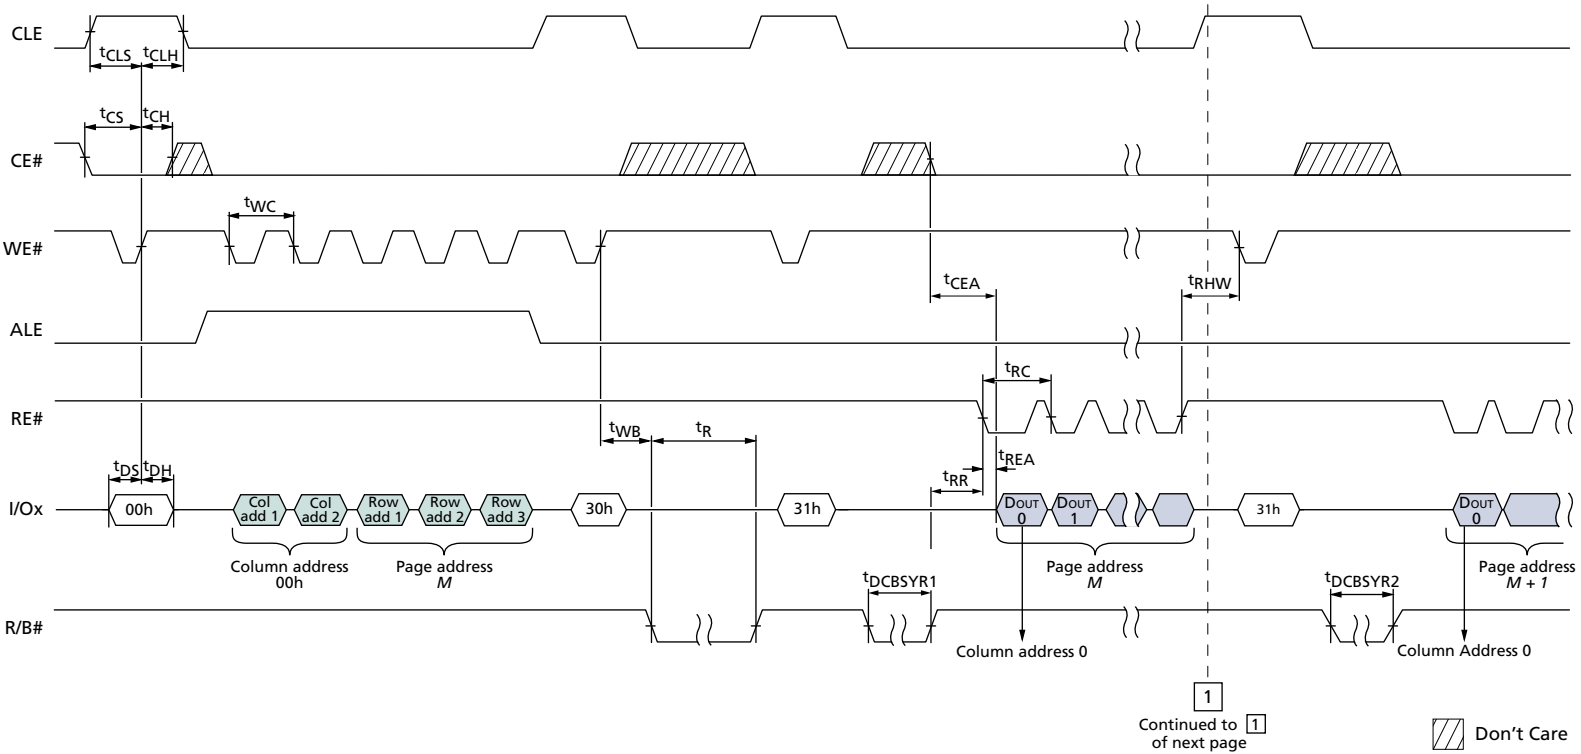 CLE
tCLS tCLH
tCS tCH
CE#
tWC
WE#
tCEA
tRHW
ALE
tRC
RE#
tWB tR
tDS tDH
tREA
tRR
I/Ox
00h
Col add 1
Col add 2
Row add 1
Row add 2
Row add 3
30h
31h
DOUT 0
DOUT 1
31h
DOUT 0
Column address
00h
Page address
M
Page address
M
Page address
M + 1
tDCBSYR1
tDCBSYR2
R/B#
Column address 0
Column Address 0
1
Continued to 1
of next page
Don't Care